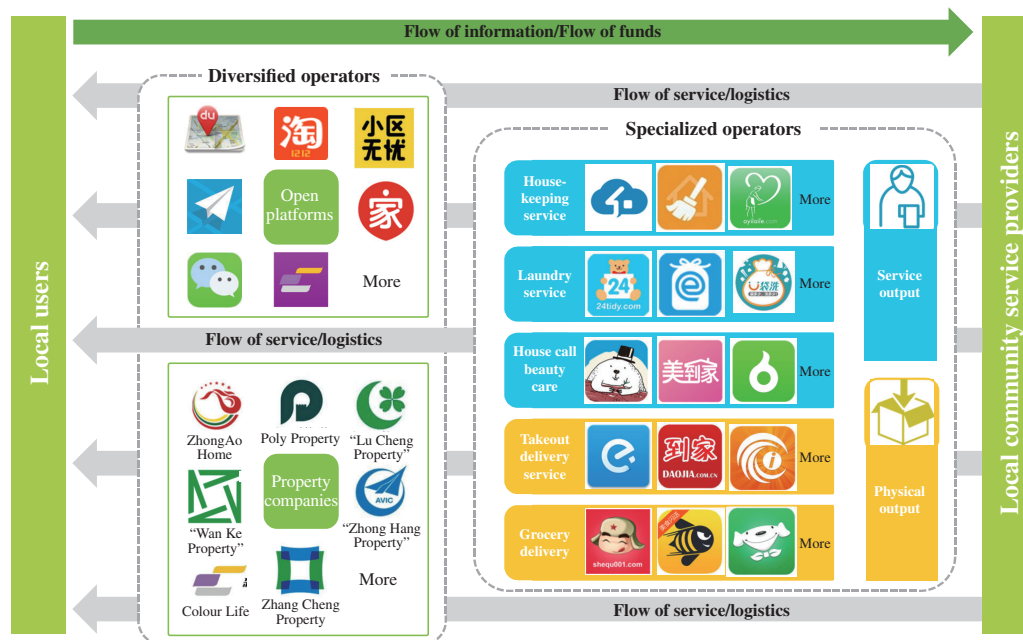 Flow of information/Flow of funds
Local users
Local community service providers
Diversified operators
Flow of service/logistics
du
淘
1212
小区
无忧
Open
platforms
家
More
Flow of service/logistics
ZhongAo
Home
Poly Property
“Lu Cheng
Property”
“Wan Ke
Property”
Property
companies
AVIC
“Zhong Hang
Property”
Colour Life
Zhang Cheng
Property
More
Specialized operators
House-
keeping
service
ayilaile.com
More
Laundry
service
24
24tidy.com
e
U袋洗
More
House call
beauty
care
美到家
More
Takeout
delivery
service
e
到家
DAOJIA.COM.CN
i
More
Grocery
delivery
shequ001.com
More
Service
output
Physical
output
Flow of service/logistics